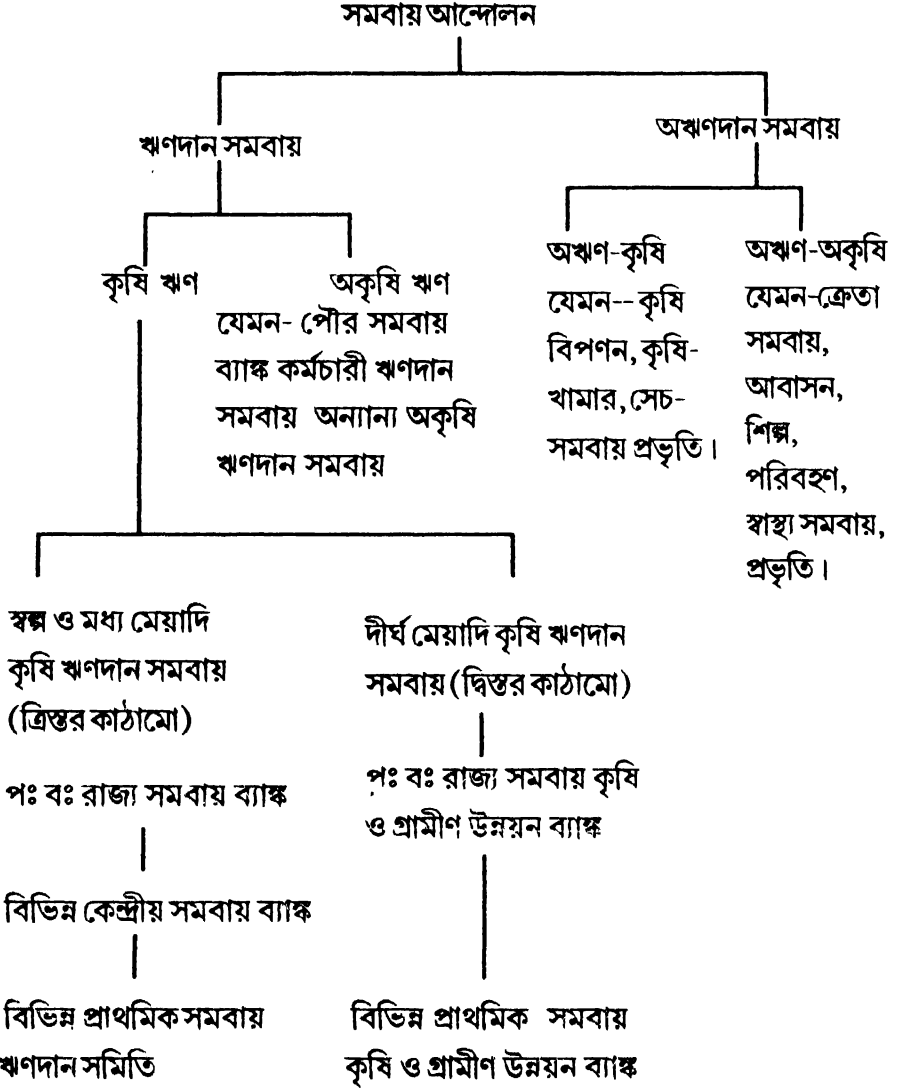 সমবায় আন্দোলন
ঋণদান সমবায়
অঋণদান সমবায়
কৃষি ঋণ
অকৃষি ঋণ
যেমন- পৌর সমবায়
ব্যাঙ্ক কর্মচারী ঋণদান
সমবায় অন্যান্য অকৃষি
ঋণদান সমবায়
অঋণ-কৃষি
যেমন--কৃষি
বিপণন, কৃষি-
খামার, সেচ-
সমবায় প্রভৃতি।
অঋণ-অকৃষি
যেমন-ক্রেতা
সমবায়,
আবাসন,
শিল্প,
পরিবহণ,
স্বাস্থ্য সমবায়,
প্রভৃতি।
স্বল্প ও মধ্য মেয়াদি
কৃষি ঋণদান সমবায়
(ত্রিস্তর কাঠামো)
পঃ বঃ রাজ্য সমবায় ব্যাঙ্ক
বিভিন্ন কেন্দ্রীয় সমবায় ব্যাঙ্ক
বিভিন্ন প্রাথমিক সমবায়
ঋণদান সমিতি
দীর্ঘ মেয়াদি কৃষি ঋণদান
সমবায় (দ্বিস্তর কাঠামো)
পঃ বঃ রাজ্য সমবায় কৃষি
ও গ্রামীণ উন্নয়ন ব্যাঙ্ক
বিভিন্ন প্রাথমিক সমবায়
কৃষি ও গ্রামীণ উন্নয়ন ব্যাঙ্ক